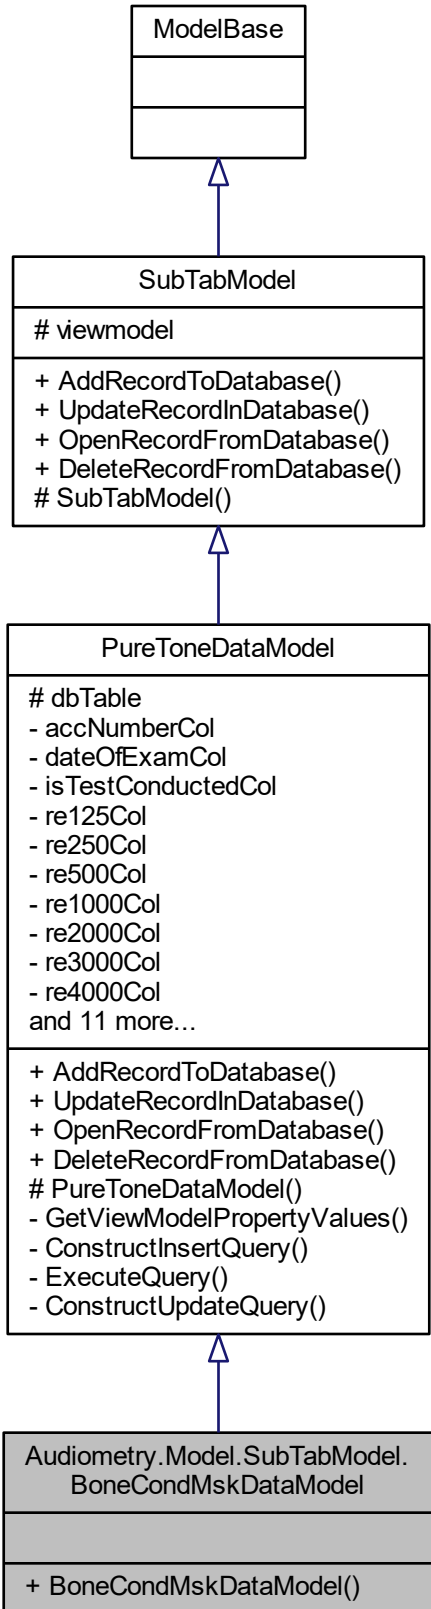 ModelBase
SubTabModel
# viewmodel
+ AddRecordToDatabase()
+ UpdateRecordInDatabase()
+ OpenRecordFromDatabase()
+ DeleteRecordFromDatabase()
# SubTabModel()
PureToneDataModel
# dbTable
- accNumberCol
- dateOfExamCol
- isTestConductedCol
- re125Col
- re250Col
- re500Col
- re1000Col
- re2000Col
- re3000Col
- re4000Col
and 11 more...
+ AddRecordToDatabase()
+ UpdateRecordInDatabase()
+ OpenRecordFromDatabase()
+ DeleteRecordFromDatabase()
# PureToneDataModel()
- GetViewModelPropertyValues()
- ConstructInsertQuery()
- ExecuteQuery()
- ConstructUpdateQuery()
Audiometry.Model.SubTabModel.
BoneCondMskDataModel
+ BoneCondMskDataModel()